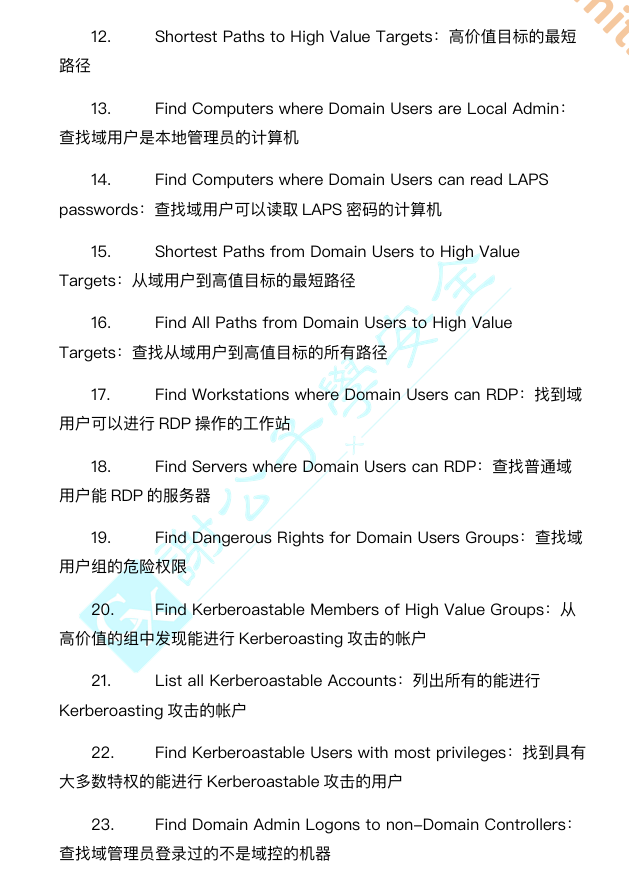 12. Shortest Paths to High Value Targets：高价值目标的最短
路径
13. Find Computers where Domain Users are Local Admin：
查找域用户是本地管理员的计算机
14. Find Computers where Domain Users can read LAPS
passwords：查找域用户可以读取 LAPS 密码的计算机
15. Shortest Paths from Domain Users to High Value
Targets：从域用户到高值目标的最短路径
16. Find All Paths from Domain Users to High Value
Targets：查找从域用户到高值目标的所有路径
17. Find Workstations where Domain Users can RDP：找到域
用户可以进行 RDP 操作的工作站
18. Find Servers where Domain Users can RDP：查找普通域
用户能 RDP 的服务器
19. Find Dangerous Rights for Domain Users Groups：查找域
用户组的危险权限
20. Find Kerberoastable Members of High Value Groups：从
高价值的组中发现能进行 Kerberoasting 攻击的帐户
21. List all Kerberoastable Accounts：列出所有的能进行
Kerberoasting 攻击的帐户
22. Find Kerberoastable Users with most privileges：找到具有
大多数特权的能进行 Kerberoastable 攻击的用户
23. Find Domain Admin Logons to non-Domain Controllers：
查找域管理员登录过的不是域控的机器
謝公子學安全